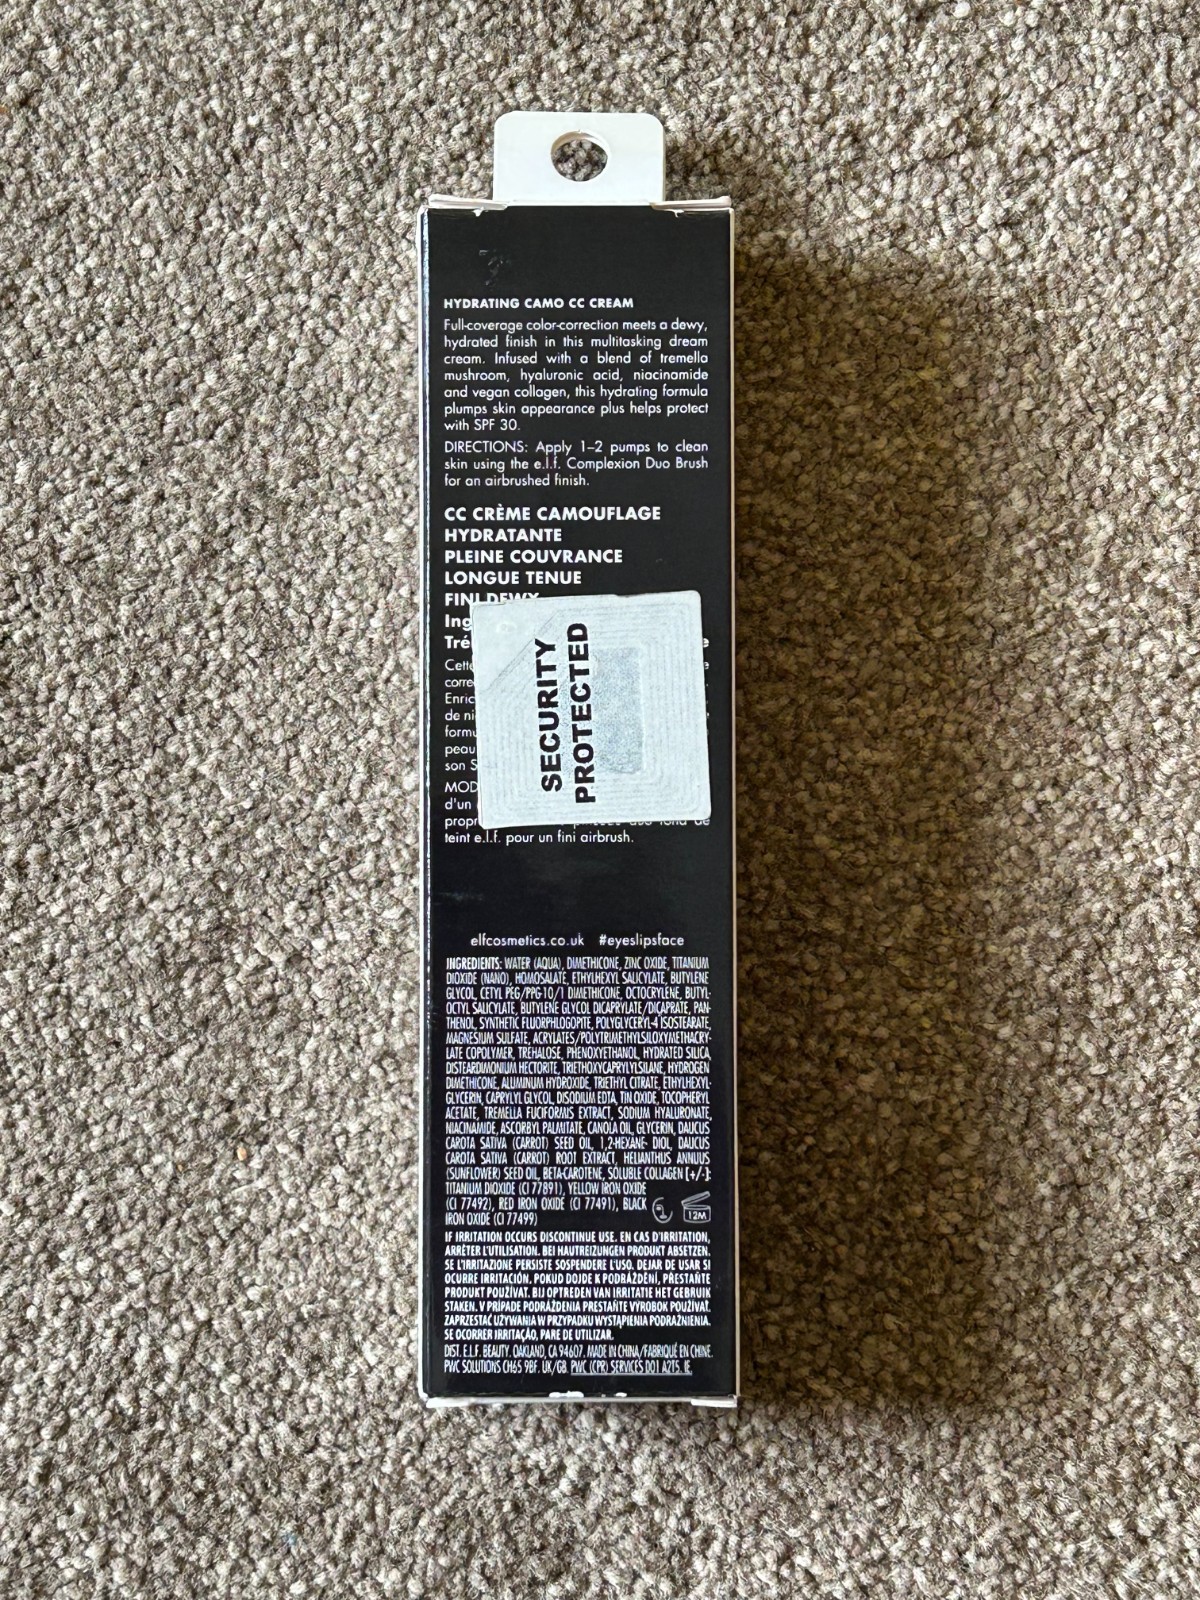 HYDRATING CAMO CC CREAM
Full-coverage color-correction meets a dewy,
hydrated finish in this multitasking dream
cream. Infused with a blend of tremella
mushroom, hyaluronic acid, niacinamide
and vegan collagen, this hydrating formula
plumps skin appearance plus helps protect
with SPF 30.
DIRECTIONS: Apply 1–2 pumps to clean
skin using the e.l.f. Complexion Duo Brush
for an airbrushed finish.
CC CRÈME CAMOUFLAGE
HYDRATANTE
PLEINE COUVRANCE
LONGUE TENUE
FINI DEWY
SECURITY
PROTECTED
son
d'un
teint e.l.f. pour un fini airbrush.
elfcosmetics.co.uk #eyeslipsface
INGREDIENTS: WATER (AQUA), DIMETHICONE, ZINC OXIDE, TITANIUM
DIOXIDE (NANO), HOMOSALATE, ETHYLHEXYL SALICYLATE, BUTYLENE
GLYCOL, CETYL PEG/PPG-10/1 DIMETHICONE, OCTOCRYLENE, BUTYL-
OCTYL SALICYLATE, BUTYLENE GLYCOL DICAPRYLATE/DICAPRATE, PAN-
THENOL, SYNTHETIC FLUORPHLOGOPITE, POLYGLYCERYL-4 ISOSTEARATE,
MAGNESIUM SULFATE, ACRYLATES/POLYTRIMETHYLSILOXYMETHACRY-
LATE COPOLYMER, TREHALOSE, PHENOXYETHANOL, HYDRATED SILICA,
DISTEARDIMONIUM HECTORITE, TRIETHOXYCAPRYLYLSILANE, HYDROGEN
DIMETHICONE, ALUMINUM HYDROXIDE, TRIETHYL CITRATE, ETHYLHEXYL-
GLYCERIN, CAPRYLYL GLYCOL, DISODIUM EDTA, TIN OXIDE, TOCOPHERYL
ACETATE, TREMELLA FUCIFORMIS EXTRACT, SODIUM HYALURONATE,
NIACINAMIDE, ASCORBYL PALMITATE, CANOLA OIL, GLYCERIN, DAUCUS
CAROTA SATIVA (CARROT) SEED OIL, 1,2-HEXANE- DIOL, DAUCUS
CAROTA SATIVA (CARROT) ROOT EXTRACT, HELIANTHUS ANNUUS
(SUNFLOWER) SEED OIL, BETA-CAROTENE, SOLUBLE COLLAGEN [+/-]:
TITANIUM DIOXIDE (CI 77891), YELLOW IRON OXIDE
(CI 77492), RED IRON OXIDE (CI 77491), BLACK
IRON OXIDE (CI 77499)
12M
IF IRRITATION OCCURS DISCONTINUE USE. EN CAS D'IRRITATION,
ARRÊTER L'UTILISATION. BEI HAUTREIZUNGEN PRODUKT ABSETZEN.
SE L'IRRITAZIONE PERSISTE SOSPENDERE L'USO. DEJAR DE USAR SI
OCURRE IRRITACIÓN. POKUD DOJDE K PODRÁŽDĚNÍ, PŘESTAŇTE
PRODUKT POUŽÍVAT. BIJ OPTREDEN VAN IRRITATIE HET GEBRUIK
STAKEN. V PRÍPADE PODRÁŽDENIA PRESTAŇTE VÝROBOK POUŽÍVAŤ.
ZAPRZESTAĆ UŻYWANIA W PRZYPADKU WYSTĄPIENIA PODRAŻNIENIA.
SE OCORRER IRRITAÇÃO, PARE DE UTILIZAR.
DIST. E.L.F. BEAUTY. OAKLAND, CA 94607. MADE IN CHINA/FABRIQUÉ EN CHINE.
PWC SOLUTIONS CH65 9BF. UK/GB. PWC (CPR) SERVICES D01 A2T5. IE.